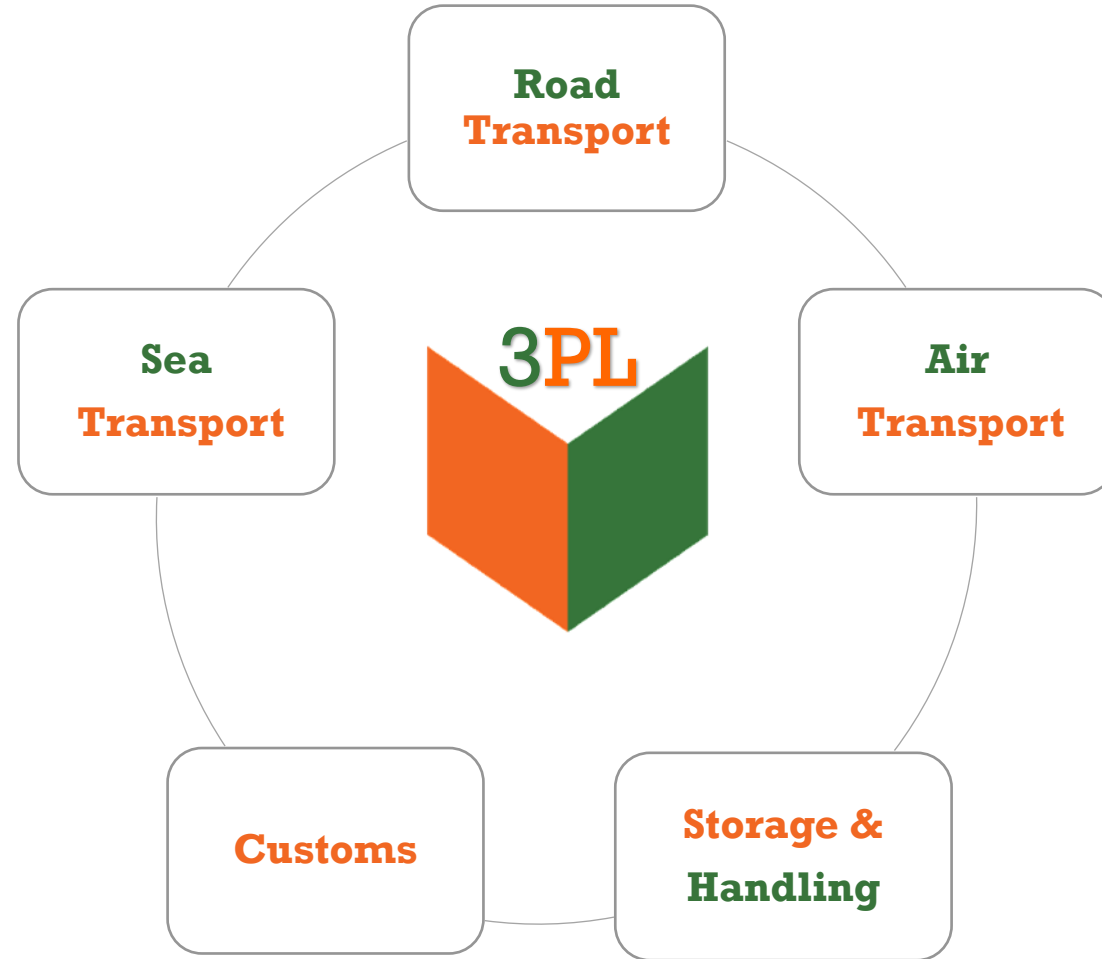 Road
Transport
Sea
Transport
3PL
Air
Transport
Customs
Storage &
Handling